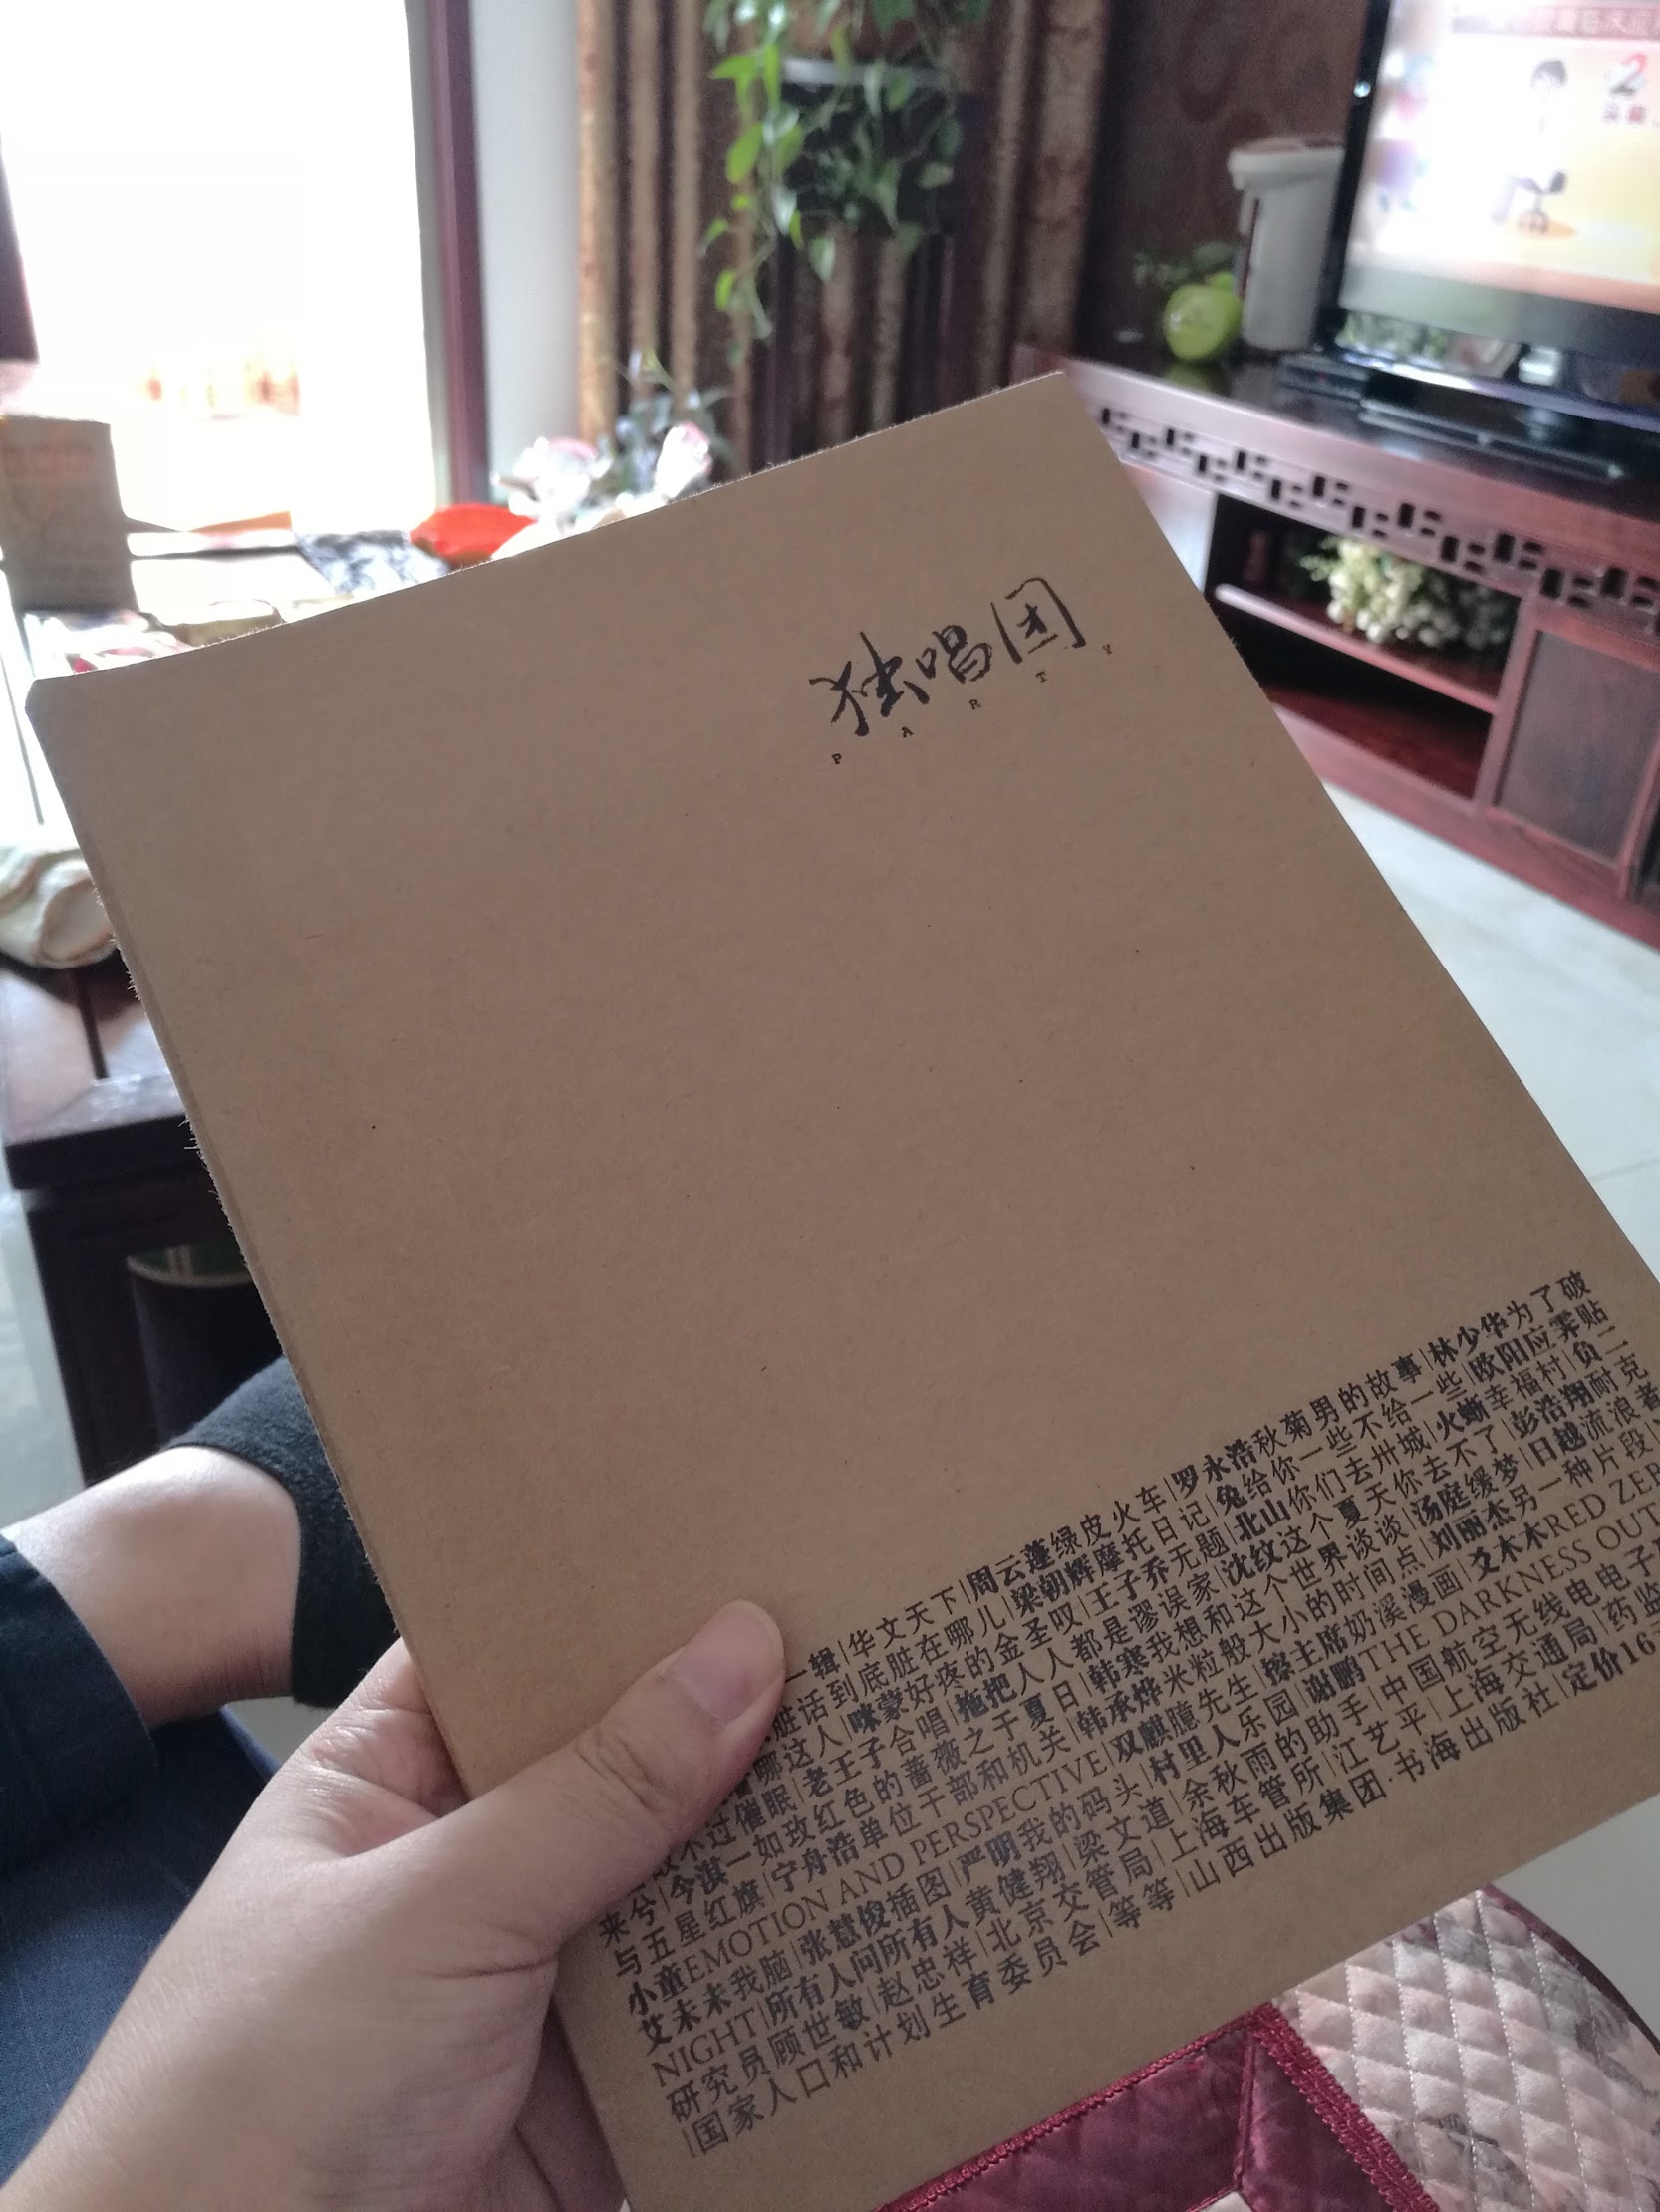 独唱团
PARTY
一辑|华文天下|周云蓬绿皮火车|罗永浩秋菊男的故事|林少华为了破
脏话到底脏在哪儿|梁朝辉摩托日记|兔给你一些不给一些|欧阳应霁贴
哪这人|咪蒙好疼的金圣叹|王子乔无题|北山你们去卅城|火蜥幸福村|负二
不过催眠|老王子合唱|拖把人人都是谬误家|沈纹这个夏天你去不了|彭浩翔耐克
来兮|今淇一如玫红色的蔷薇之于夏日|韩寒我想和这个世界谈谈|汤庭缓梦|日越流浪者
与五星红旗|宁舟浩单位干部和机关|韩承烨米粒般大小的时间点|刘丽杰另一种片段|
小童EMOTION AND PERSPECTIVE|双麒臆先生|擦主席奶溪漫画|爻木木RED ZER
艾未未我脑|张慧俊插图|严明我的码头|村里人乐园|谢鹏THE DARKNESS OUT
NIGHT|所有人问所有人黄健翔|梁文道|余秋雨的助手|中国航空无线电电子
研究员顾世敏|赵忠祥|北京交管局|上海车管所|江艺平|上海交通局|药监
|国家人口和计划生育委员会|等等|山西出版集团·书海出版社|定价16